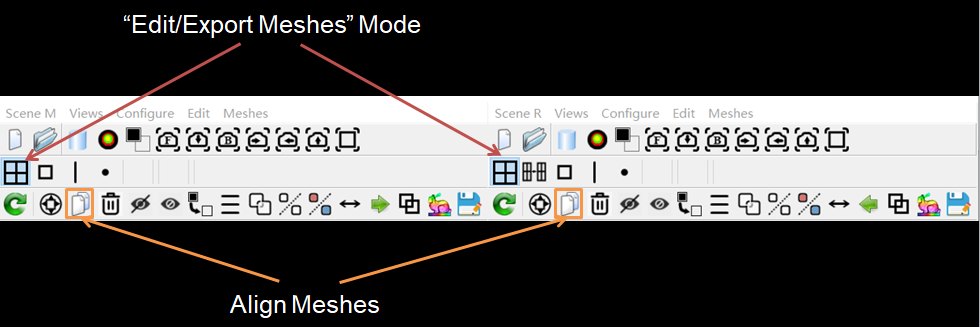 “Edit/Export Meshes” Mode
Scene M Views Configure Edit Meshes Scene R Views Configure Edit Meshes
F B F B
Align Meshes